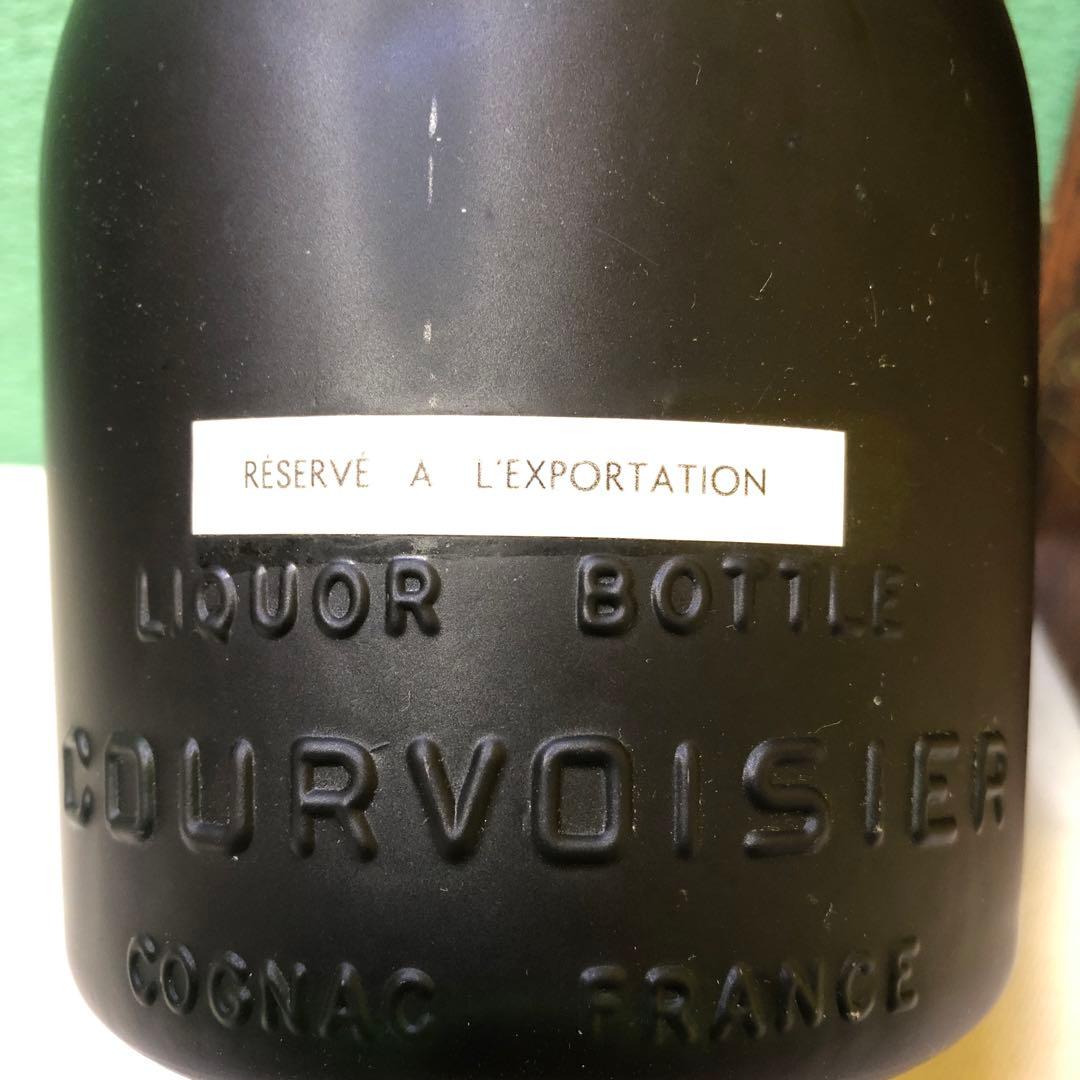 RÉSERVÉ A L'EXPORTATION
LIQUOR BOTTLE
COURVOISIER
COGNAC FRANCE